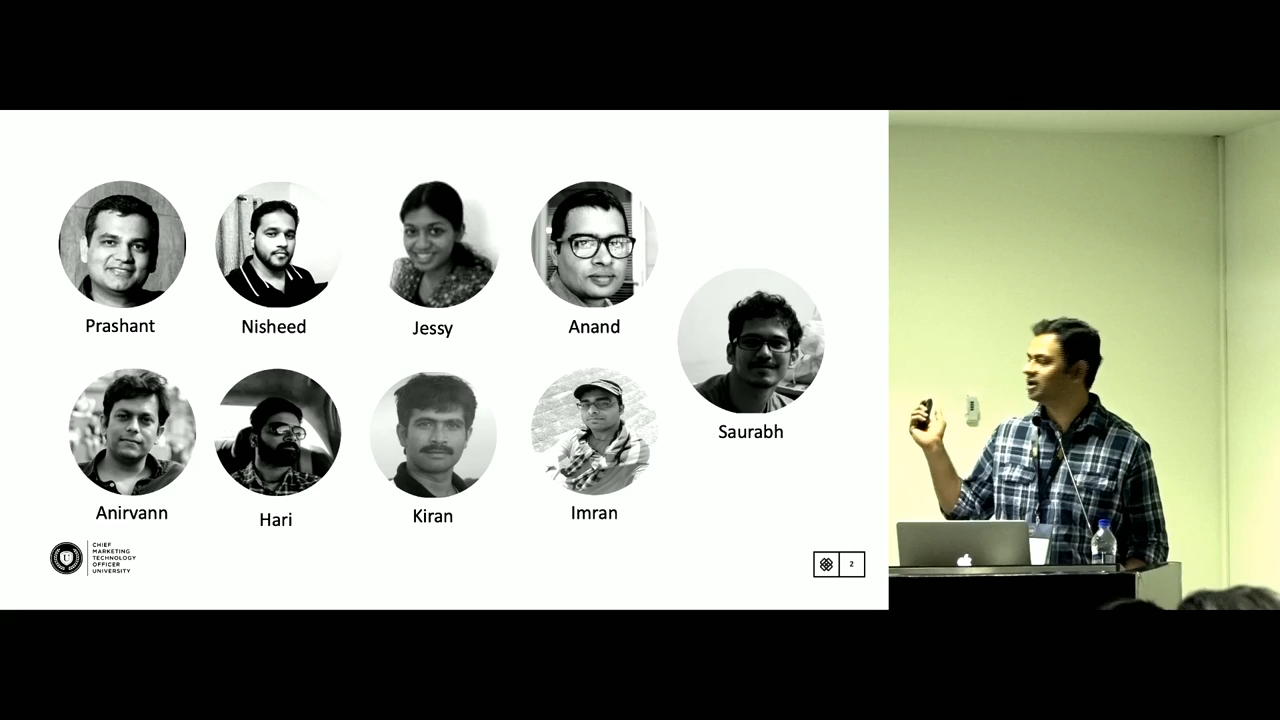 Prashant
Nisheed
Jessy
Anand
Saurabh
Anirvann
Hari
Kiran
Imran
CHIEF
MARKETING
TECHNOLOGY
OFFICER
UNIVERSITY
U
2